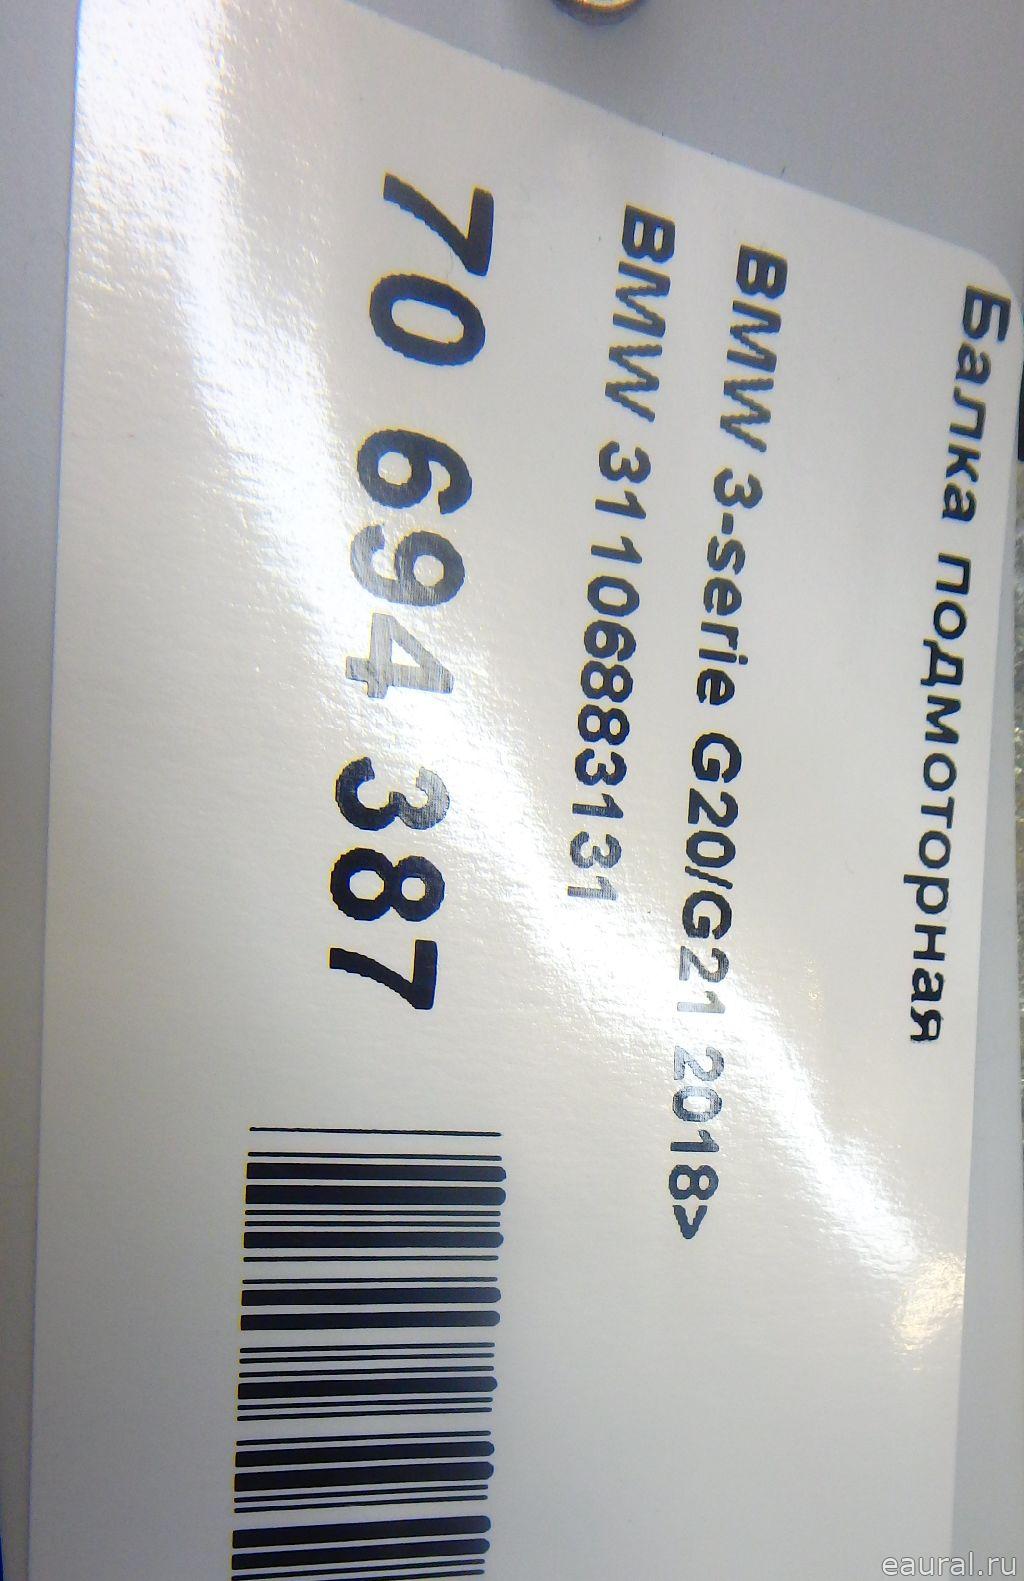 Балка подмоторная
BMW 3-serie G20/G21 2018>
BMW 31106883131
70 694 387
eaural.ru